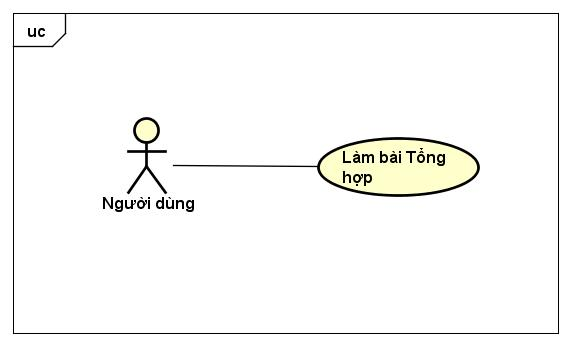 uc
Làm bài Tổng
hợp
Người dùng